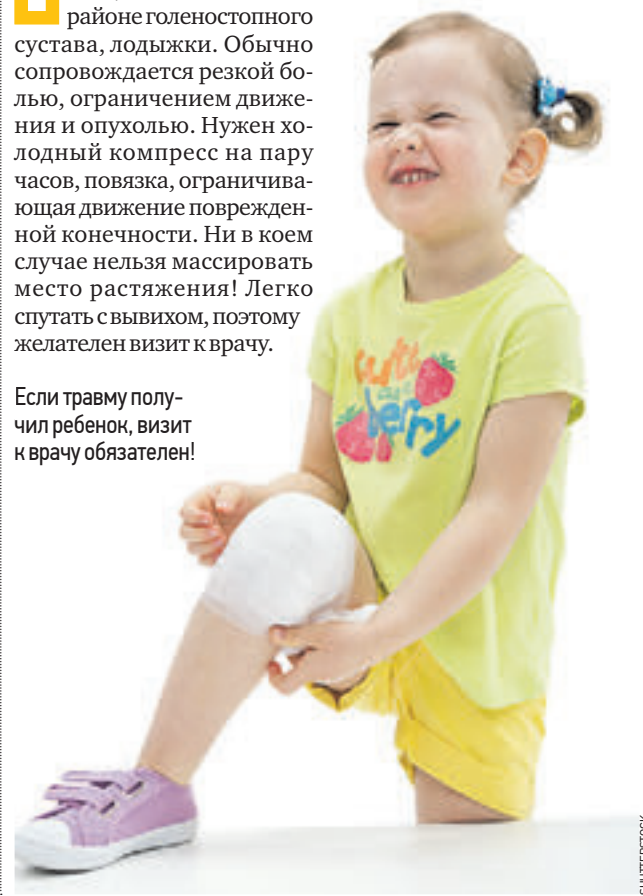 районе голеностопного
сустава, лодыжки. Обычно
сопровождается резкой бо-
лью, ограничением движе-
ния и опухолью. Нужен хо-
лодный компресс на пару
часов, повязка, ограничива-
ющая движение поврежден-
ной конечности. Ни в коем
случае нельзя массировать
место растяжения! Легко
спутать с вывихом, поэтому
желателен визит к врачу.
Если травму полу-
чил ребенок, визит
к врачу обязателен!
berry
SHUTTERSTOCK